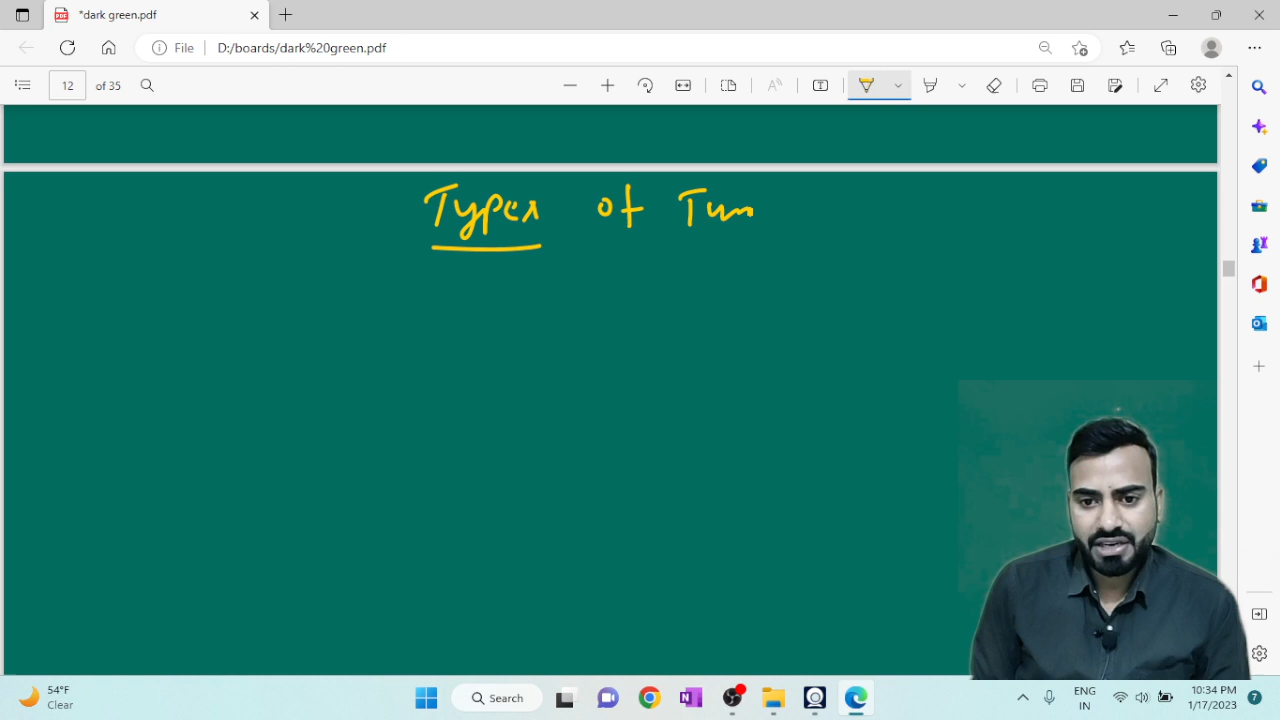 *dark green.pdf
File D:/boards/dark%20green.pdf
12 of 35
Types of Tun
54°F
Clear
Search
ENG
IN
10:34 PM
1/17/2023
7